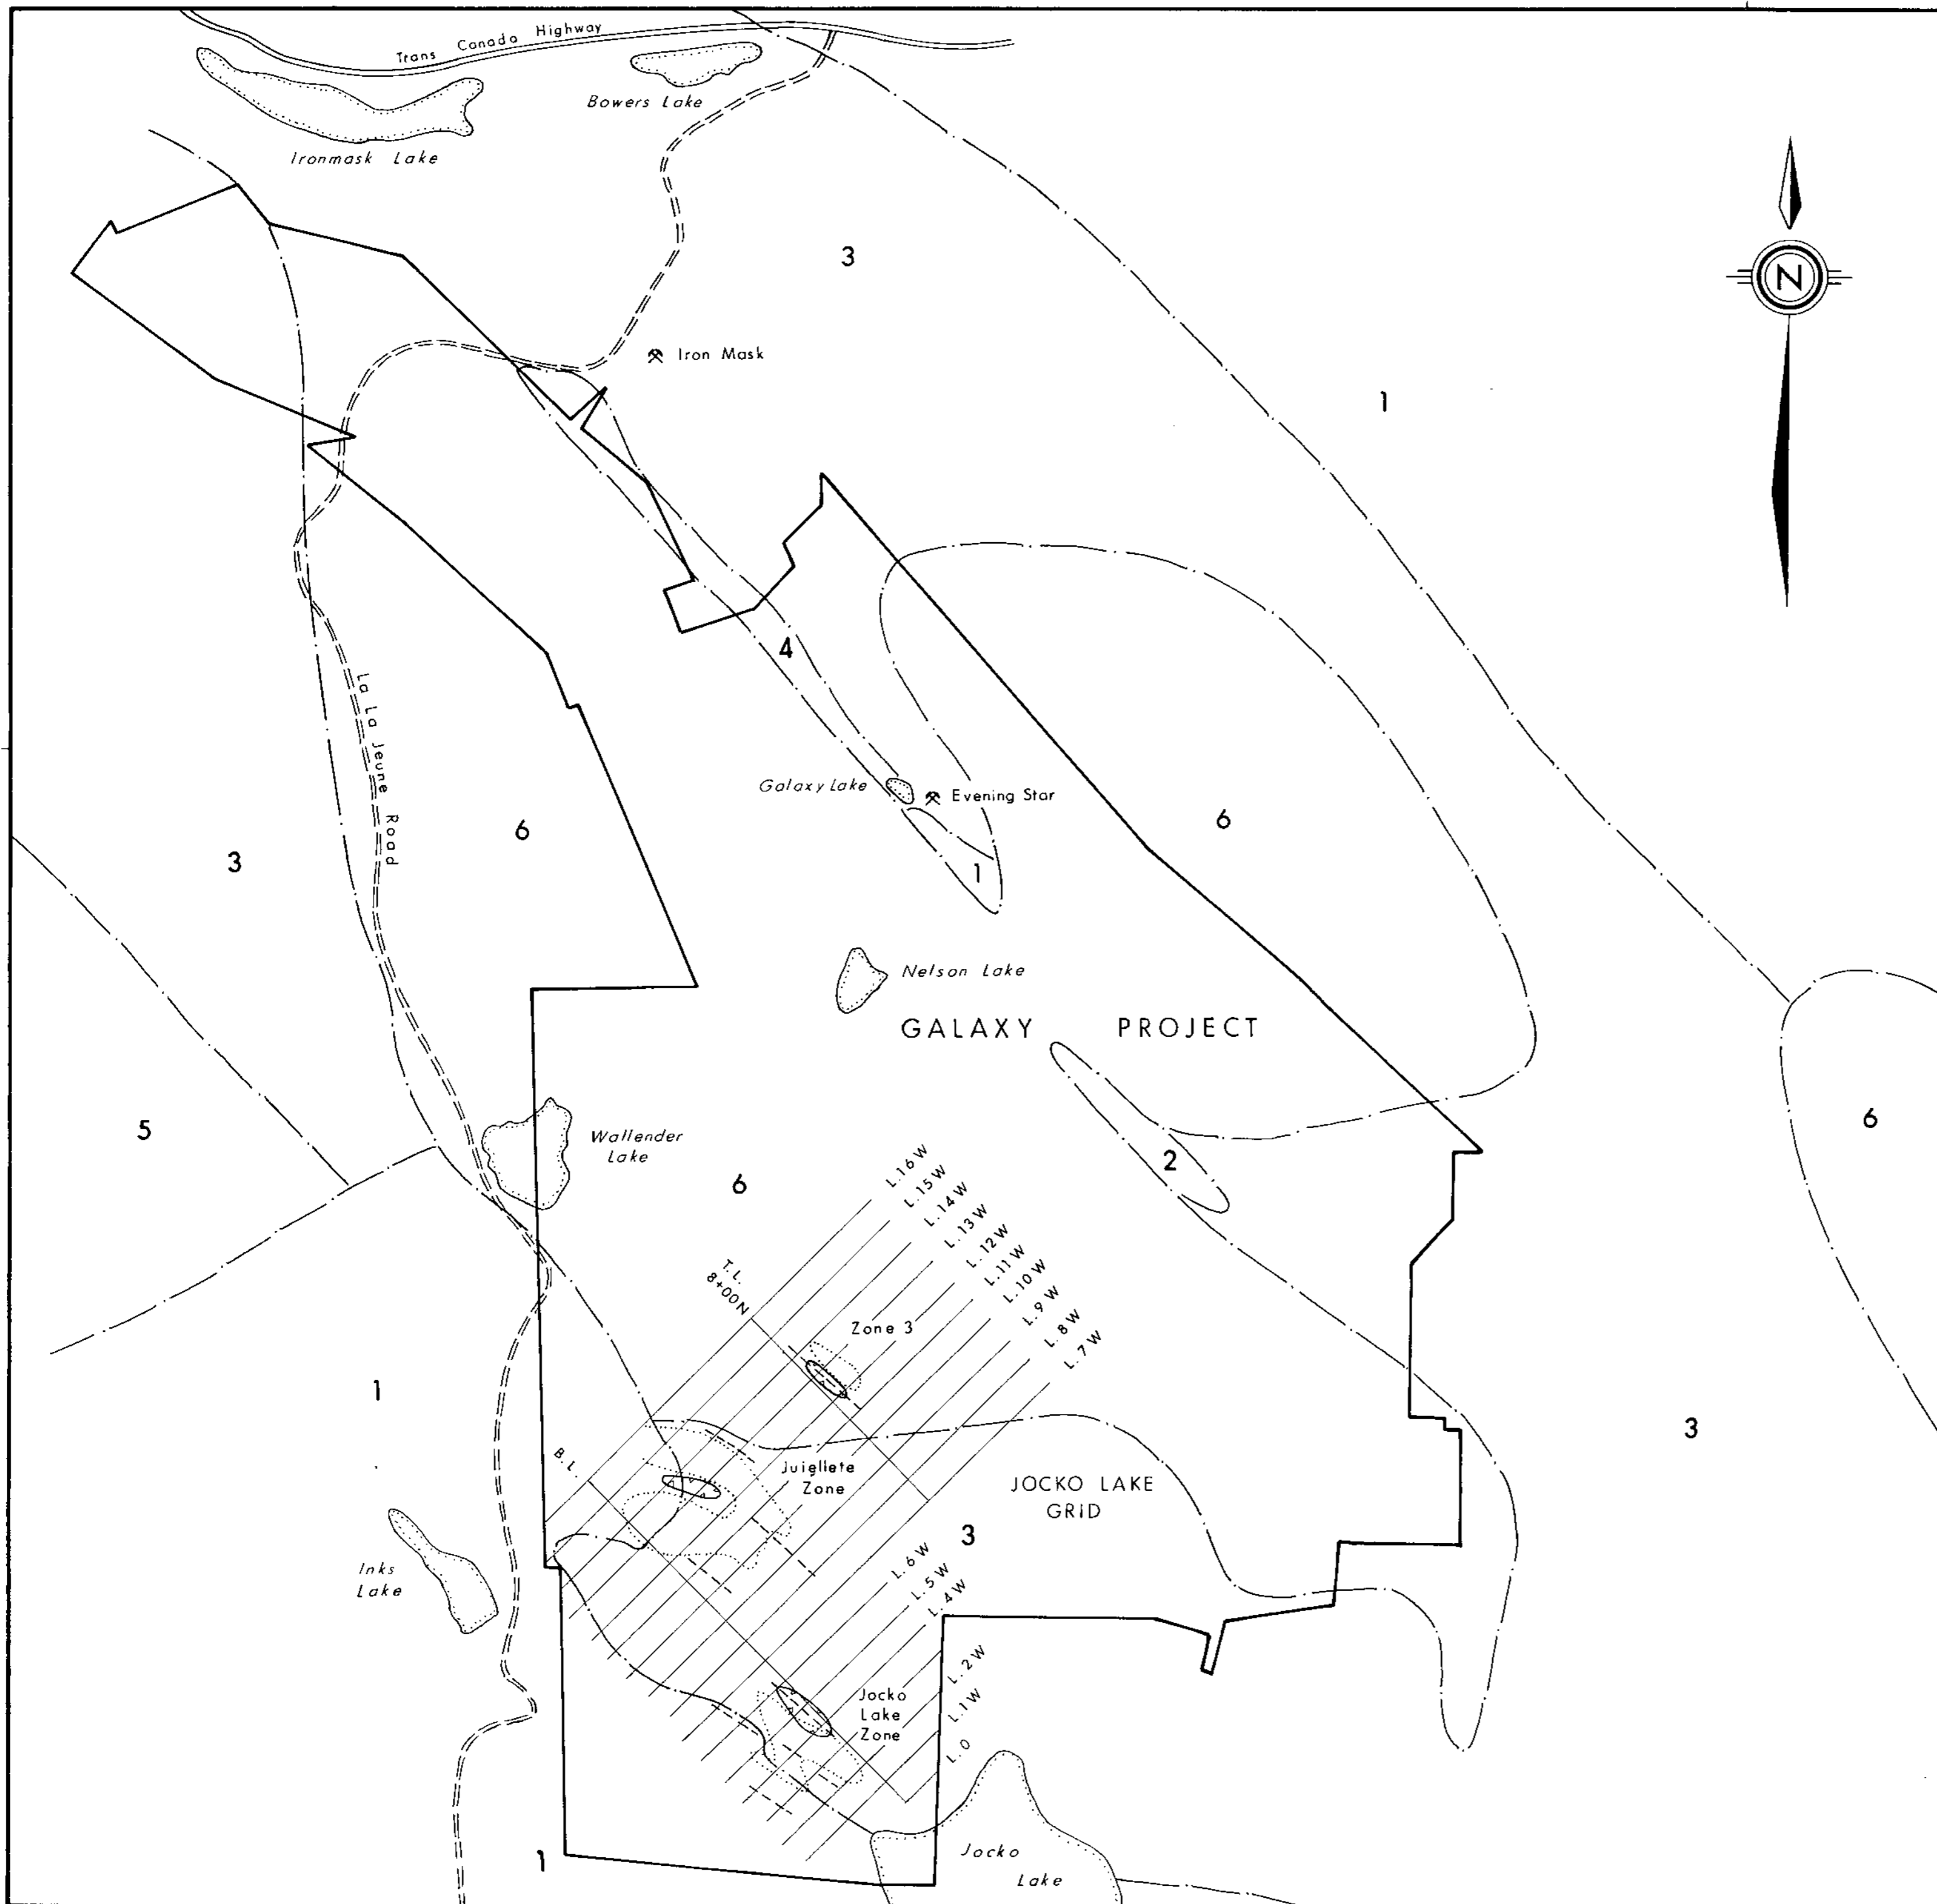 Trans Canada Highway
Bowers Lake
Ironmask Lake
3
N
Iron Mask
1
4
La La Jeune Road
Galaxy Lake
Evening Star
6
6
3
1
Nelson Lake
GALAXY PROJECT
5
6
Wallender
Lake
2
6
L.16W
L.15W
L.14W
L.13W
L.12W
L.11W
L.10W
L.9W
L.8W
L.7W
T.L.
8+00N
Zone 3
1
3
B.L.
Juiellete
Zone
JOCKO LAKE
GRID
3
Inks
Lake
L.6W
L.5W
L.4W
L.2W
L.1W
L.0
Jocko
Lake
Zone
1
Jocko
Lake